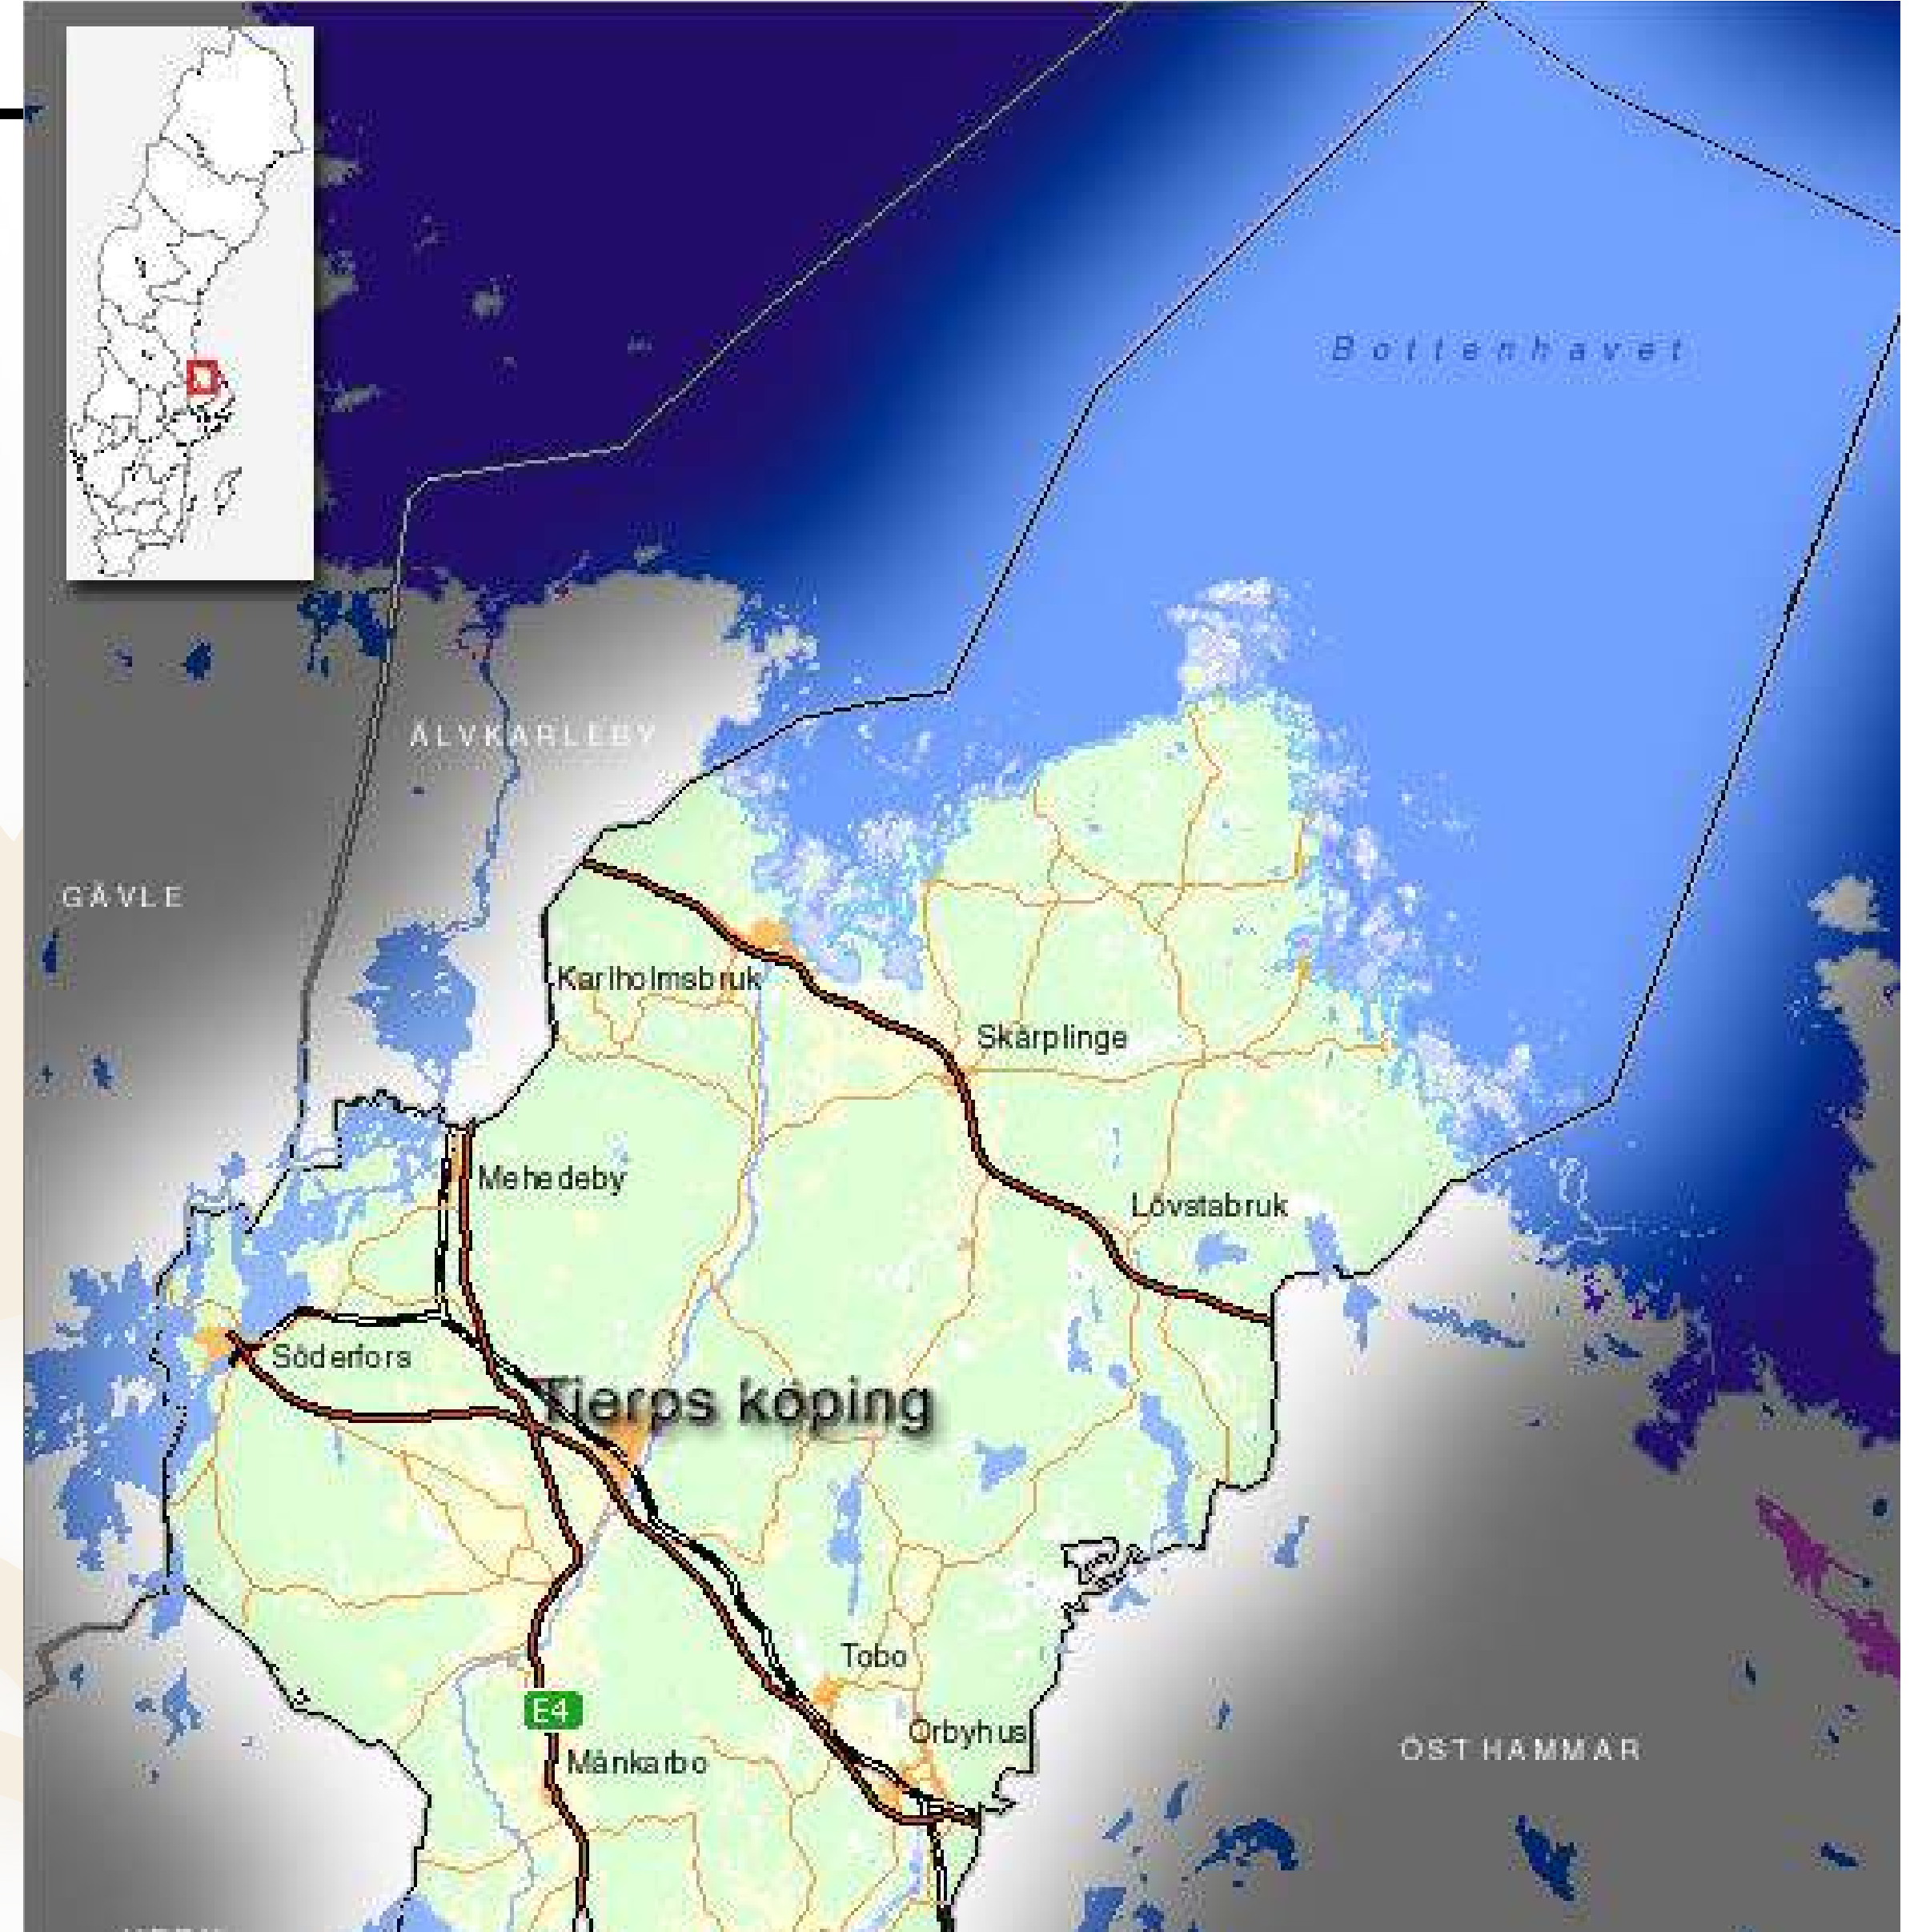 Bottenhavet
ÄLVKARLEBY
GÄVLE
Karlholmsbruk
Skärplinge
Mehedeby
Lövstabruk
Söderfors
Tierps köping
Tobo
E4
Örbyhus
Månkarbo
ÖSTHAMMAR